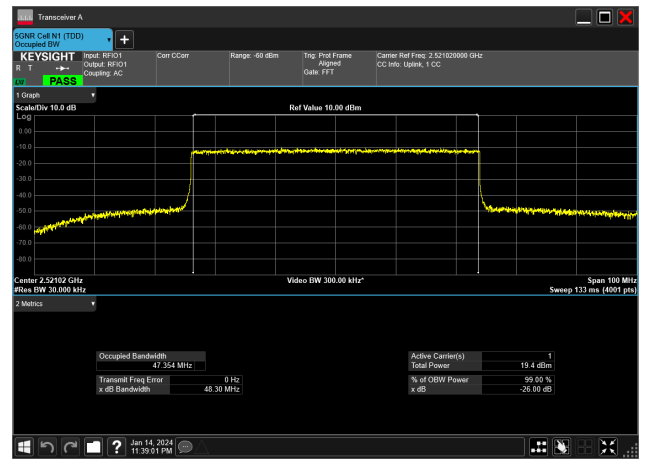 Transceiver A
5GNR Cell N1 (TDD)
Occupied BW
KEYSIGHT
R T
LW
PASS
Input: RFIO1
Output: RFIO1
Coupling: AC
Corr CCorr
Range: -60 dBm
Trig: Prot Frame
Aligned
Gate: FFT
Carrier Ref Freq: 2.521020000 GHz
CC Info: Uplink, 1 CC
1 Graph
Scale/Div 10.0 dB
Ref Value 10.00 dBm
Log
0.00
-10.0
-20.0
-30.0
-40.0
-50.0
-60.0
-70.0
-80.0
Center 2.52102 GHz
Video BW 300.00 kHz*
Span 100 MHz
#Res BW 30.000 kHz
Sweep 133 ms (4001 pts)
2 Metrics
Occupied Bandwidth
47.354 MHz
Transmit Freq Error 0 Hz
x dB Bandwidth 48.30 MHz
Active Carrier(s) 1
Total Power 19.4 dBm
% of OBW Power 99.00 %
x dB -26.00 dB
?
Jan 14, 2024
11:39:01 PM